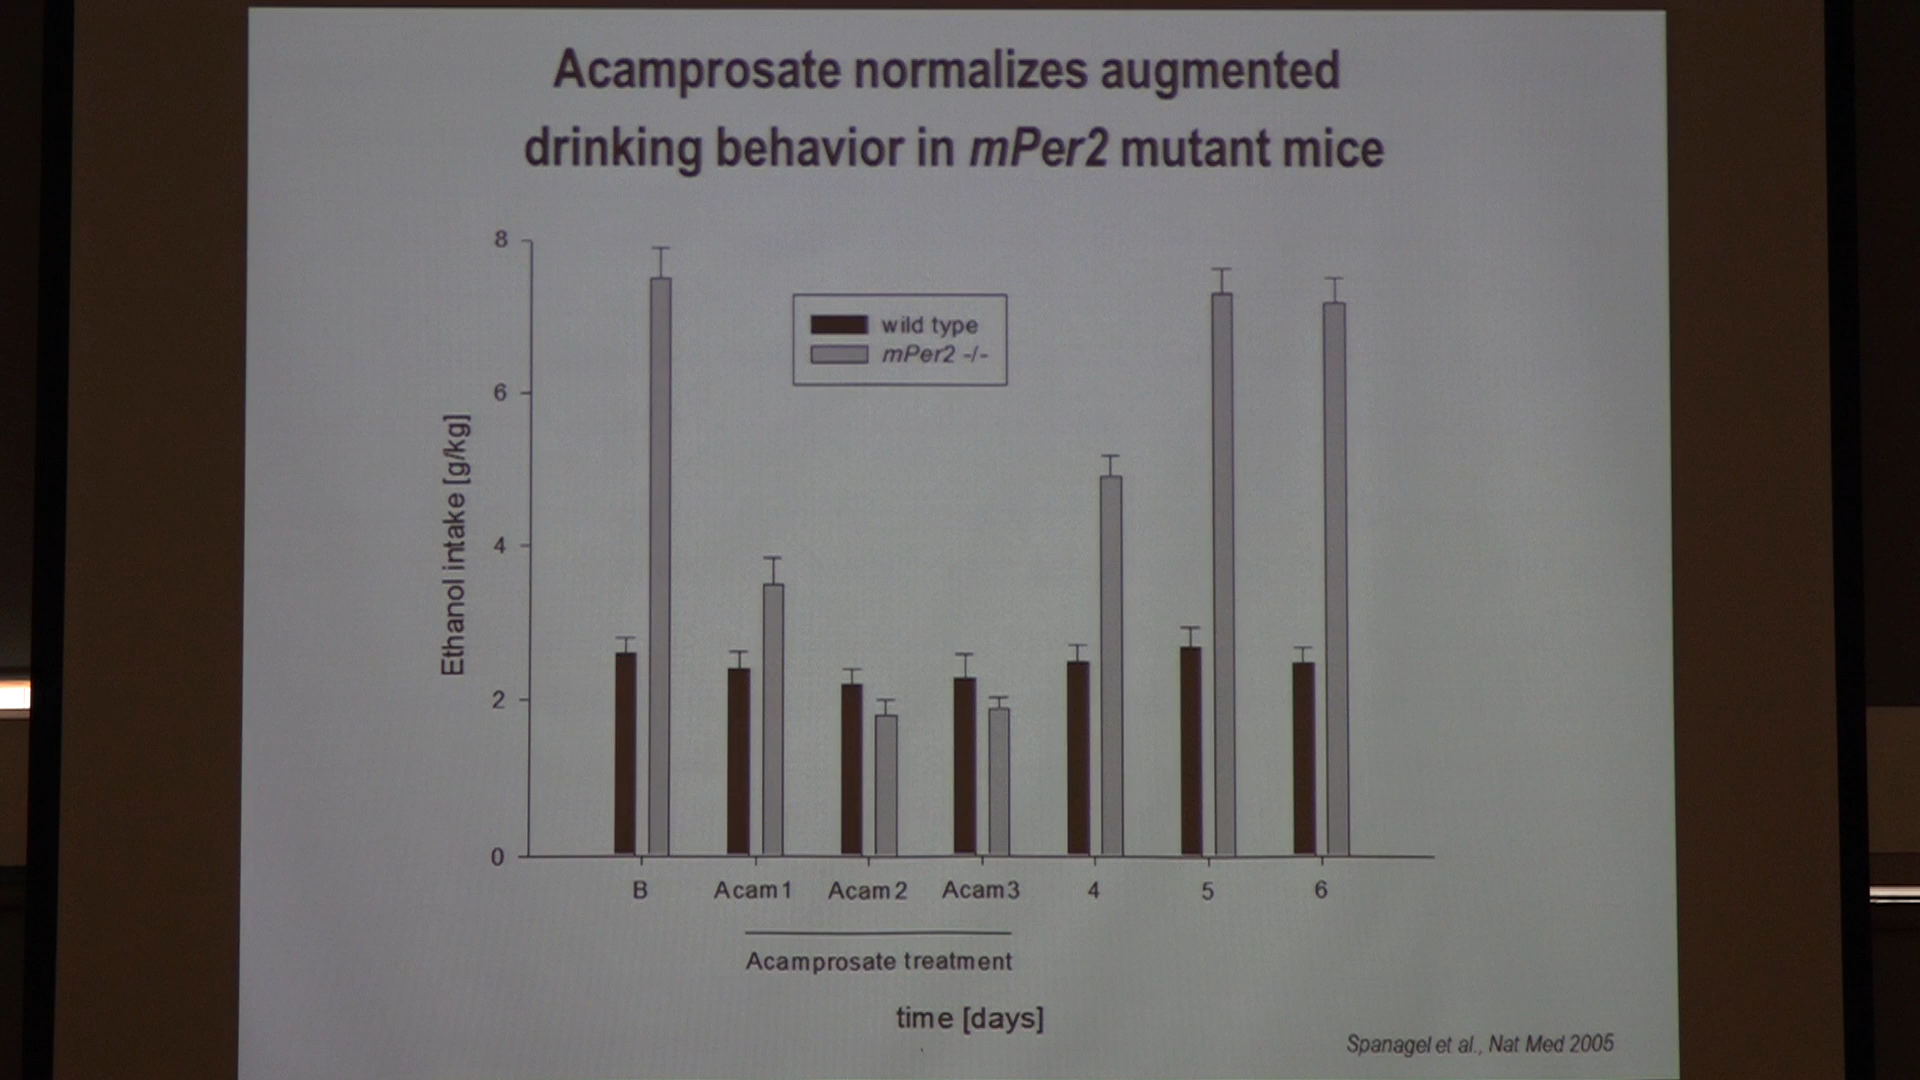 Acamprosate normalizes augmented
drinking behavior in mPer2 mutant mice
8
6
4
2
0
Ethanol intake [g/kg]
wild type
mPer2 -/-
B
Acam1
Acam2
Acam3
4
5
6
Acamprosate treatment
time [days]
Spanagel et al., Nat Med 2005